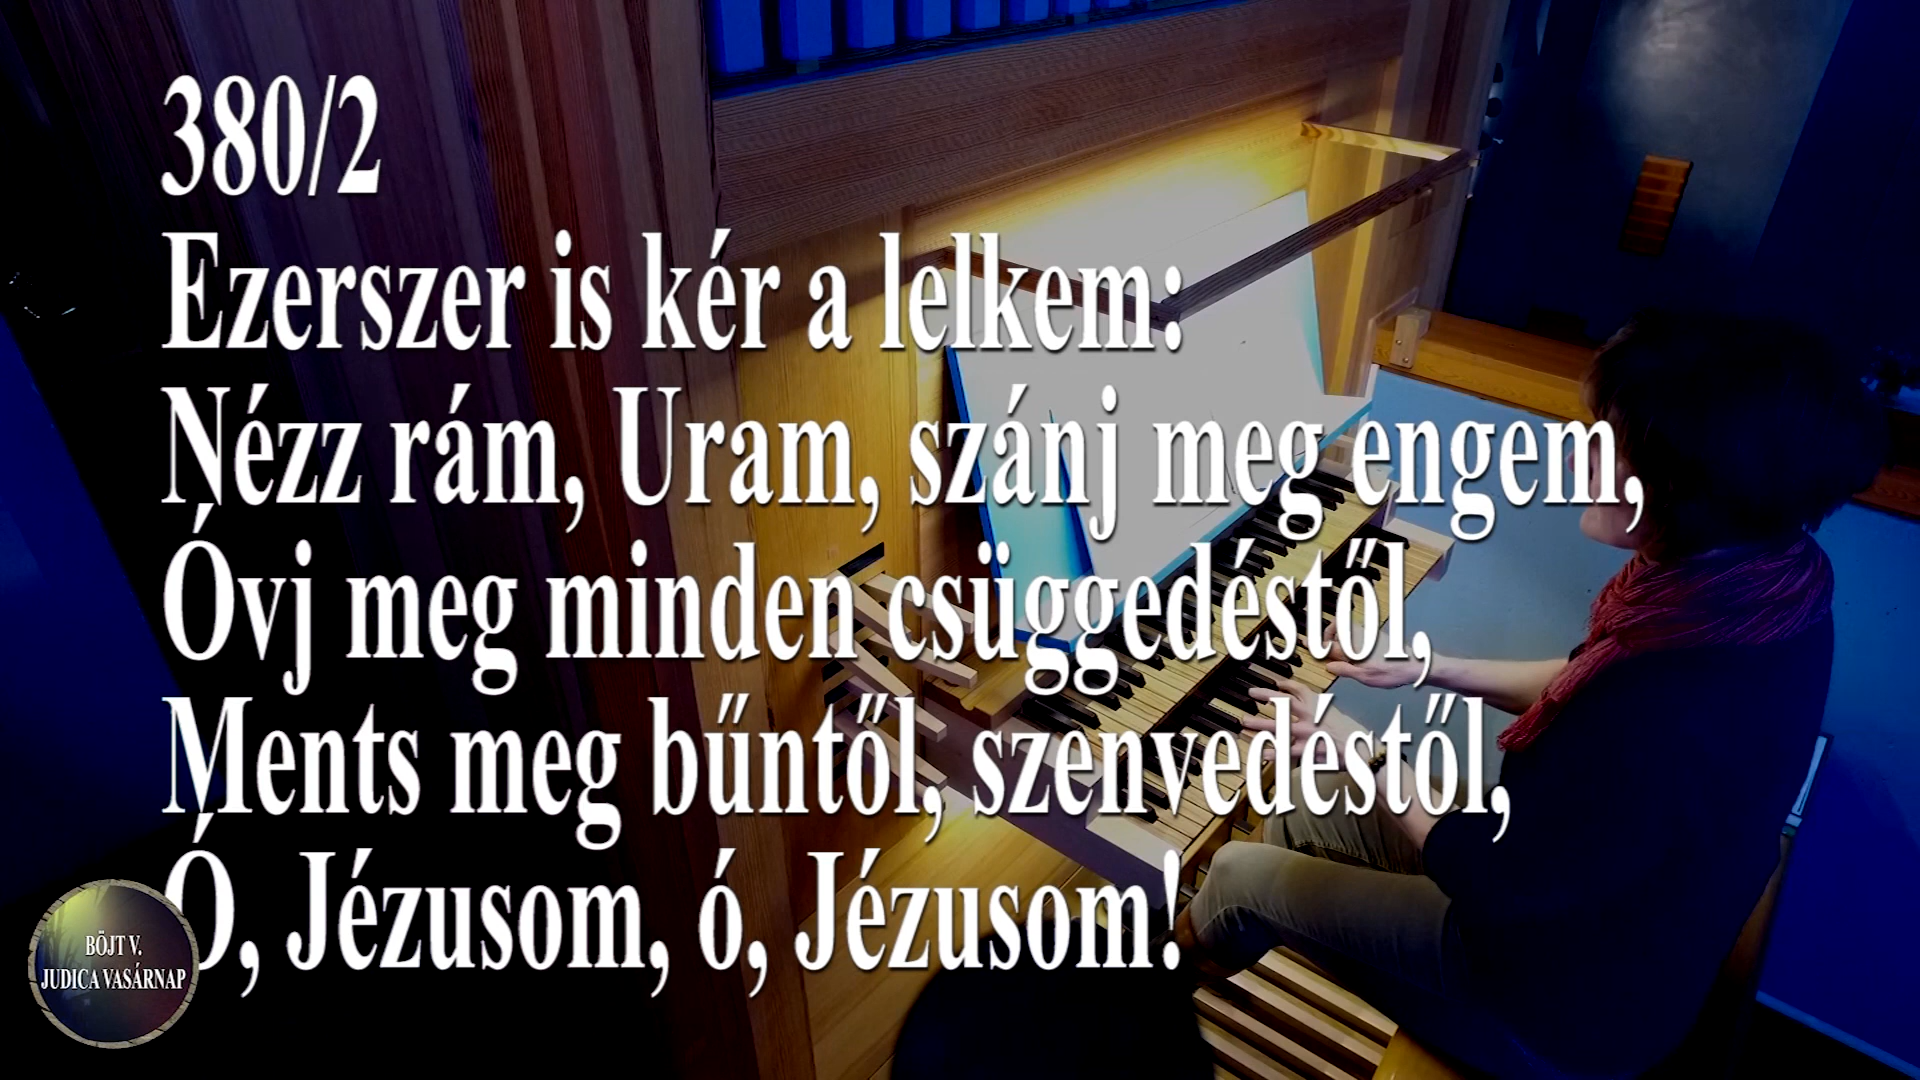 380/2
Ezerszer is kér a lelkem:
Nézz rám, Uram, szánj meg engem,
Óvj meg minden csüggedéstől,
Ments meg bűntől, szenvedéstől,
Ó, Jézusom, ó, Jézusom!
BÖJT V.
JUDICA VASÁRNAP